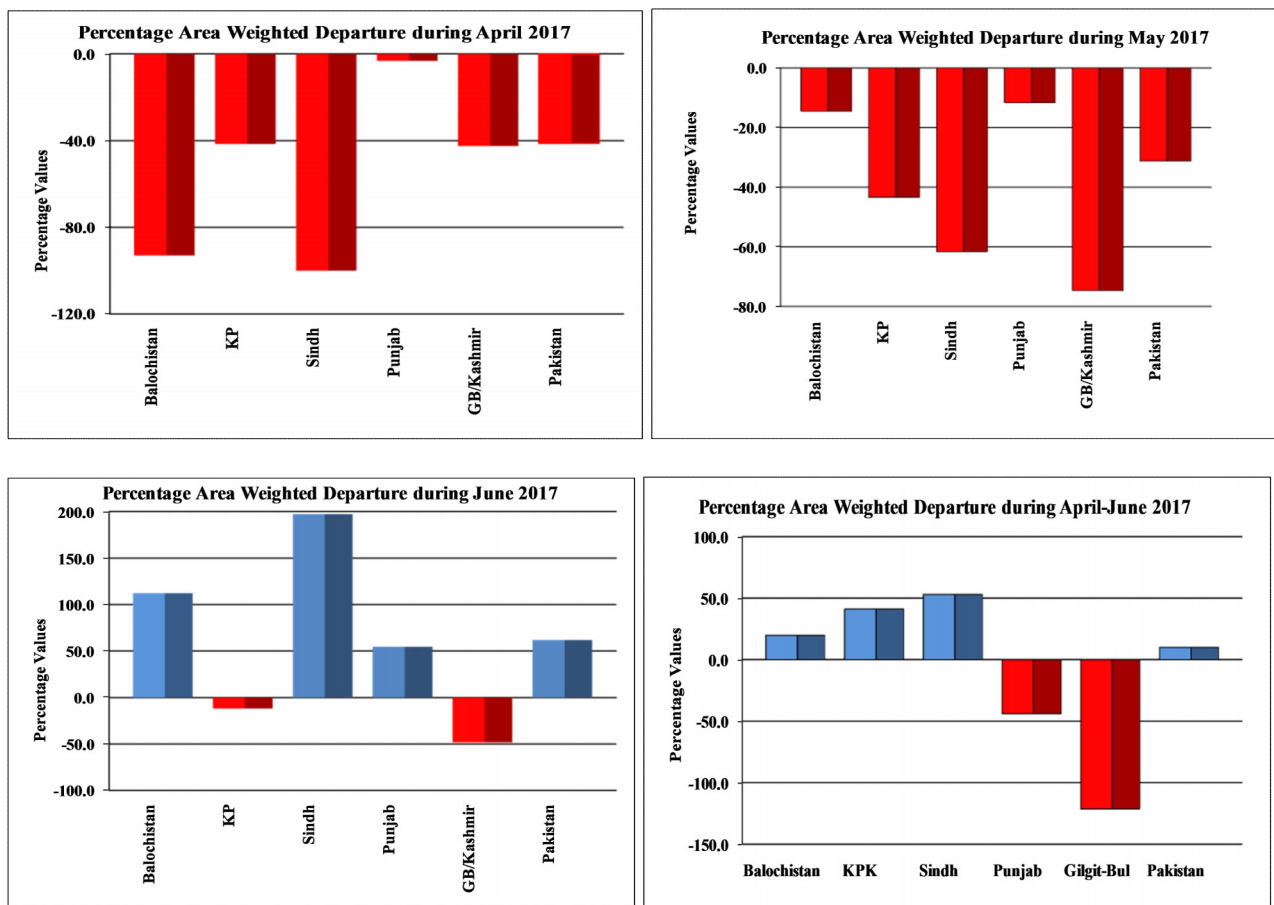 Percentage Area Weighted Departure during April 2017
0.0
-40.0
-80.0
-120.0
Percentage Values
Balochistan
KP
Sindh
Punjab
GB/Kashmir
Pakistan
Percentage Area Weighted Departure during May 2017
0.0
-20.0
-40.0
-60.0
-80.0
Percentage Values
Balochistan
KP
Sindh
Punjab
GB/Kashmir
Pakistan
Percentage Area Weighted Departure during June 2017
200.0
150.0
100.0
50.0
0.0
-50.0
-100.0
Percentage Values
Balochistan
KP
Sindh
Punjab
GB/Kashmir
Pakistan
Percentage Area Weighted Departure during April-June 2017
100.0
50.0
0.0
-50.0
-100.0
-150.0
Percentage Values
Balochistan KPK Sindh Punjab Gilgit-Bul Pakistan